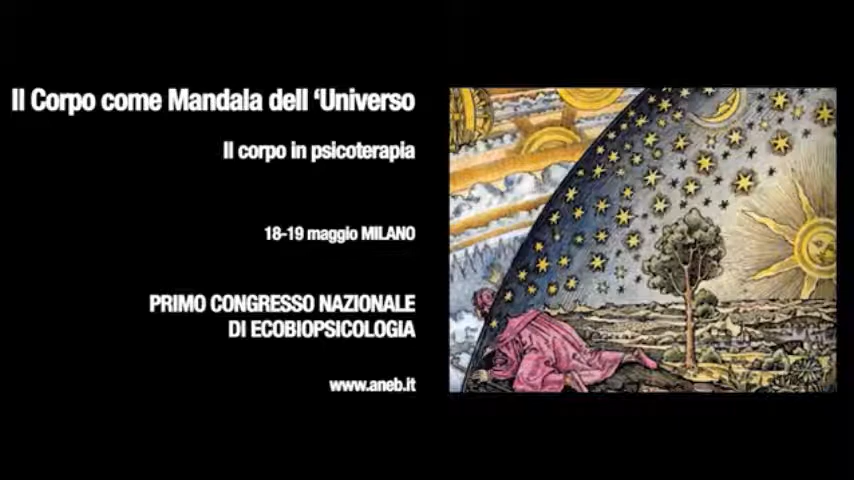 Il Corpo come Mandala dell ‘Universo
Il corpo in psicoterapia
18-19 maggio MILANO
PRIMO CONGRESSO NAZIONALE
DI ECOBIOPSICOLOGIA
www.aneb.it